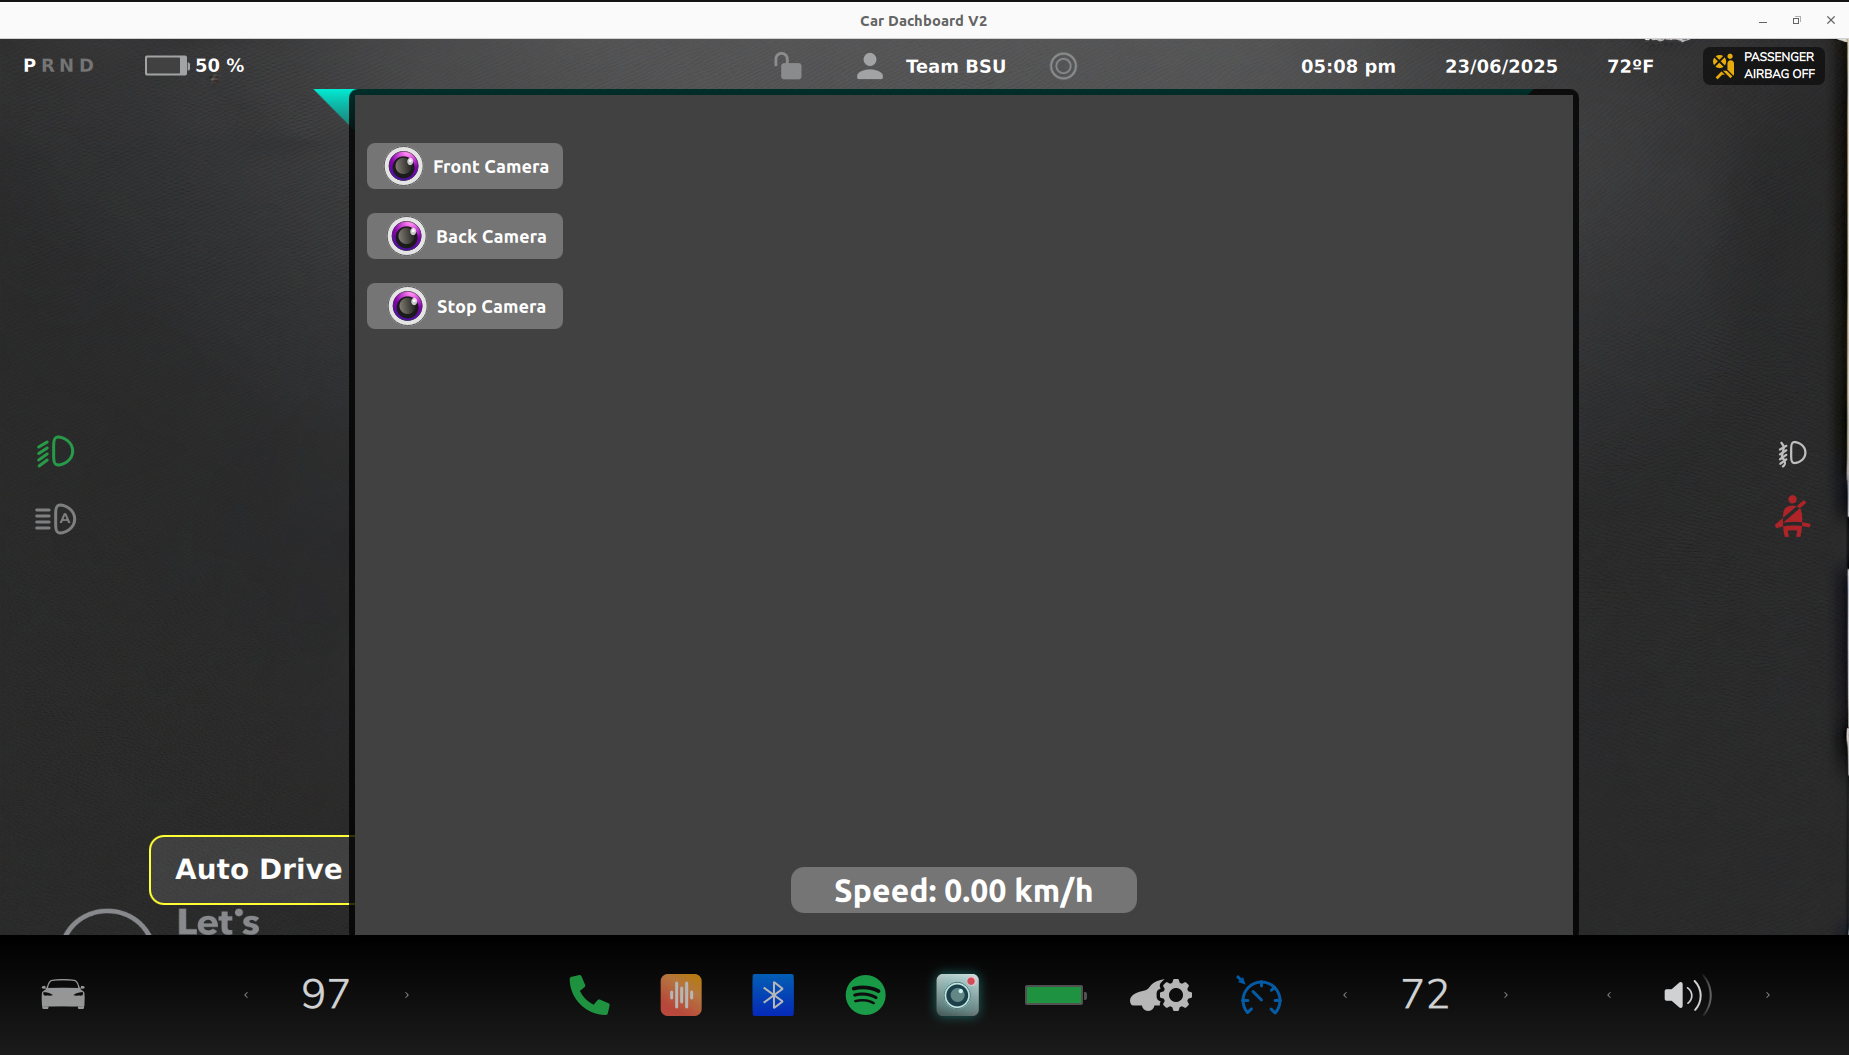 Car Dachboard V2
P R N D
50 %
Team BSU
05:08 pm
23/06/2025
72ºF
PASSENGER
AIRBAG OFF
Front Camera
Back Camera
Stop Camera
A
Auto Drive
Let's
Speed: 0.00 km/h
‹ 97 ›
‹ 72 ›
‹ ›